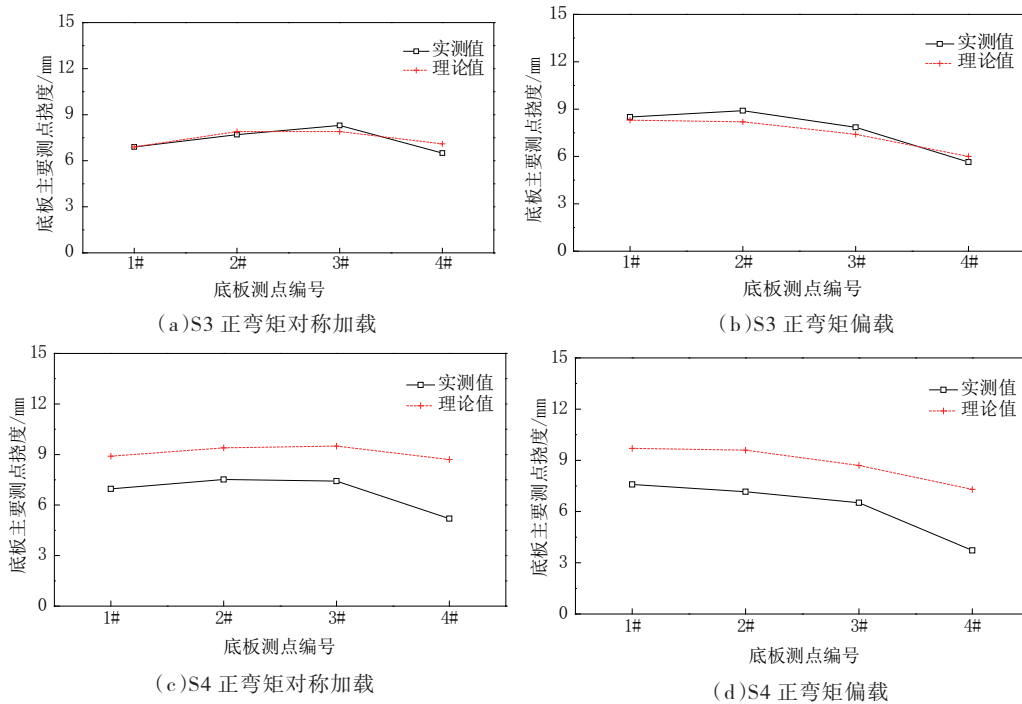 15
12
9
6
3
0
底板主要测点挠度/mm
实测值
理论值
1# 2# 3# 4#
底板测点编号
(a)S3 正弯矩对称加载
15
12
9
6
3
0
底板主要测点挠度/mm
实测值
理论值
1# 2# 3# 4#
底板测点编号
(b)S3 正弯矩偏载
15
12
9
6
3
0
底板主要测点挠度/mm
实测值
理论值
1# 2# 3# 4#
底板测点编号
(c)S4 正弯矩对称加载
15
12
9
6
3
0
底板主要测点挠度/mm
实测值
理论值
1# 2# 3# 4#
底板测点编号
(d)S4 正弯矩偏载